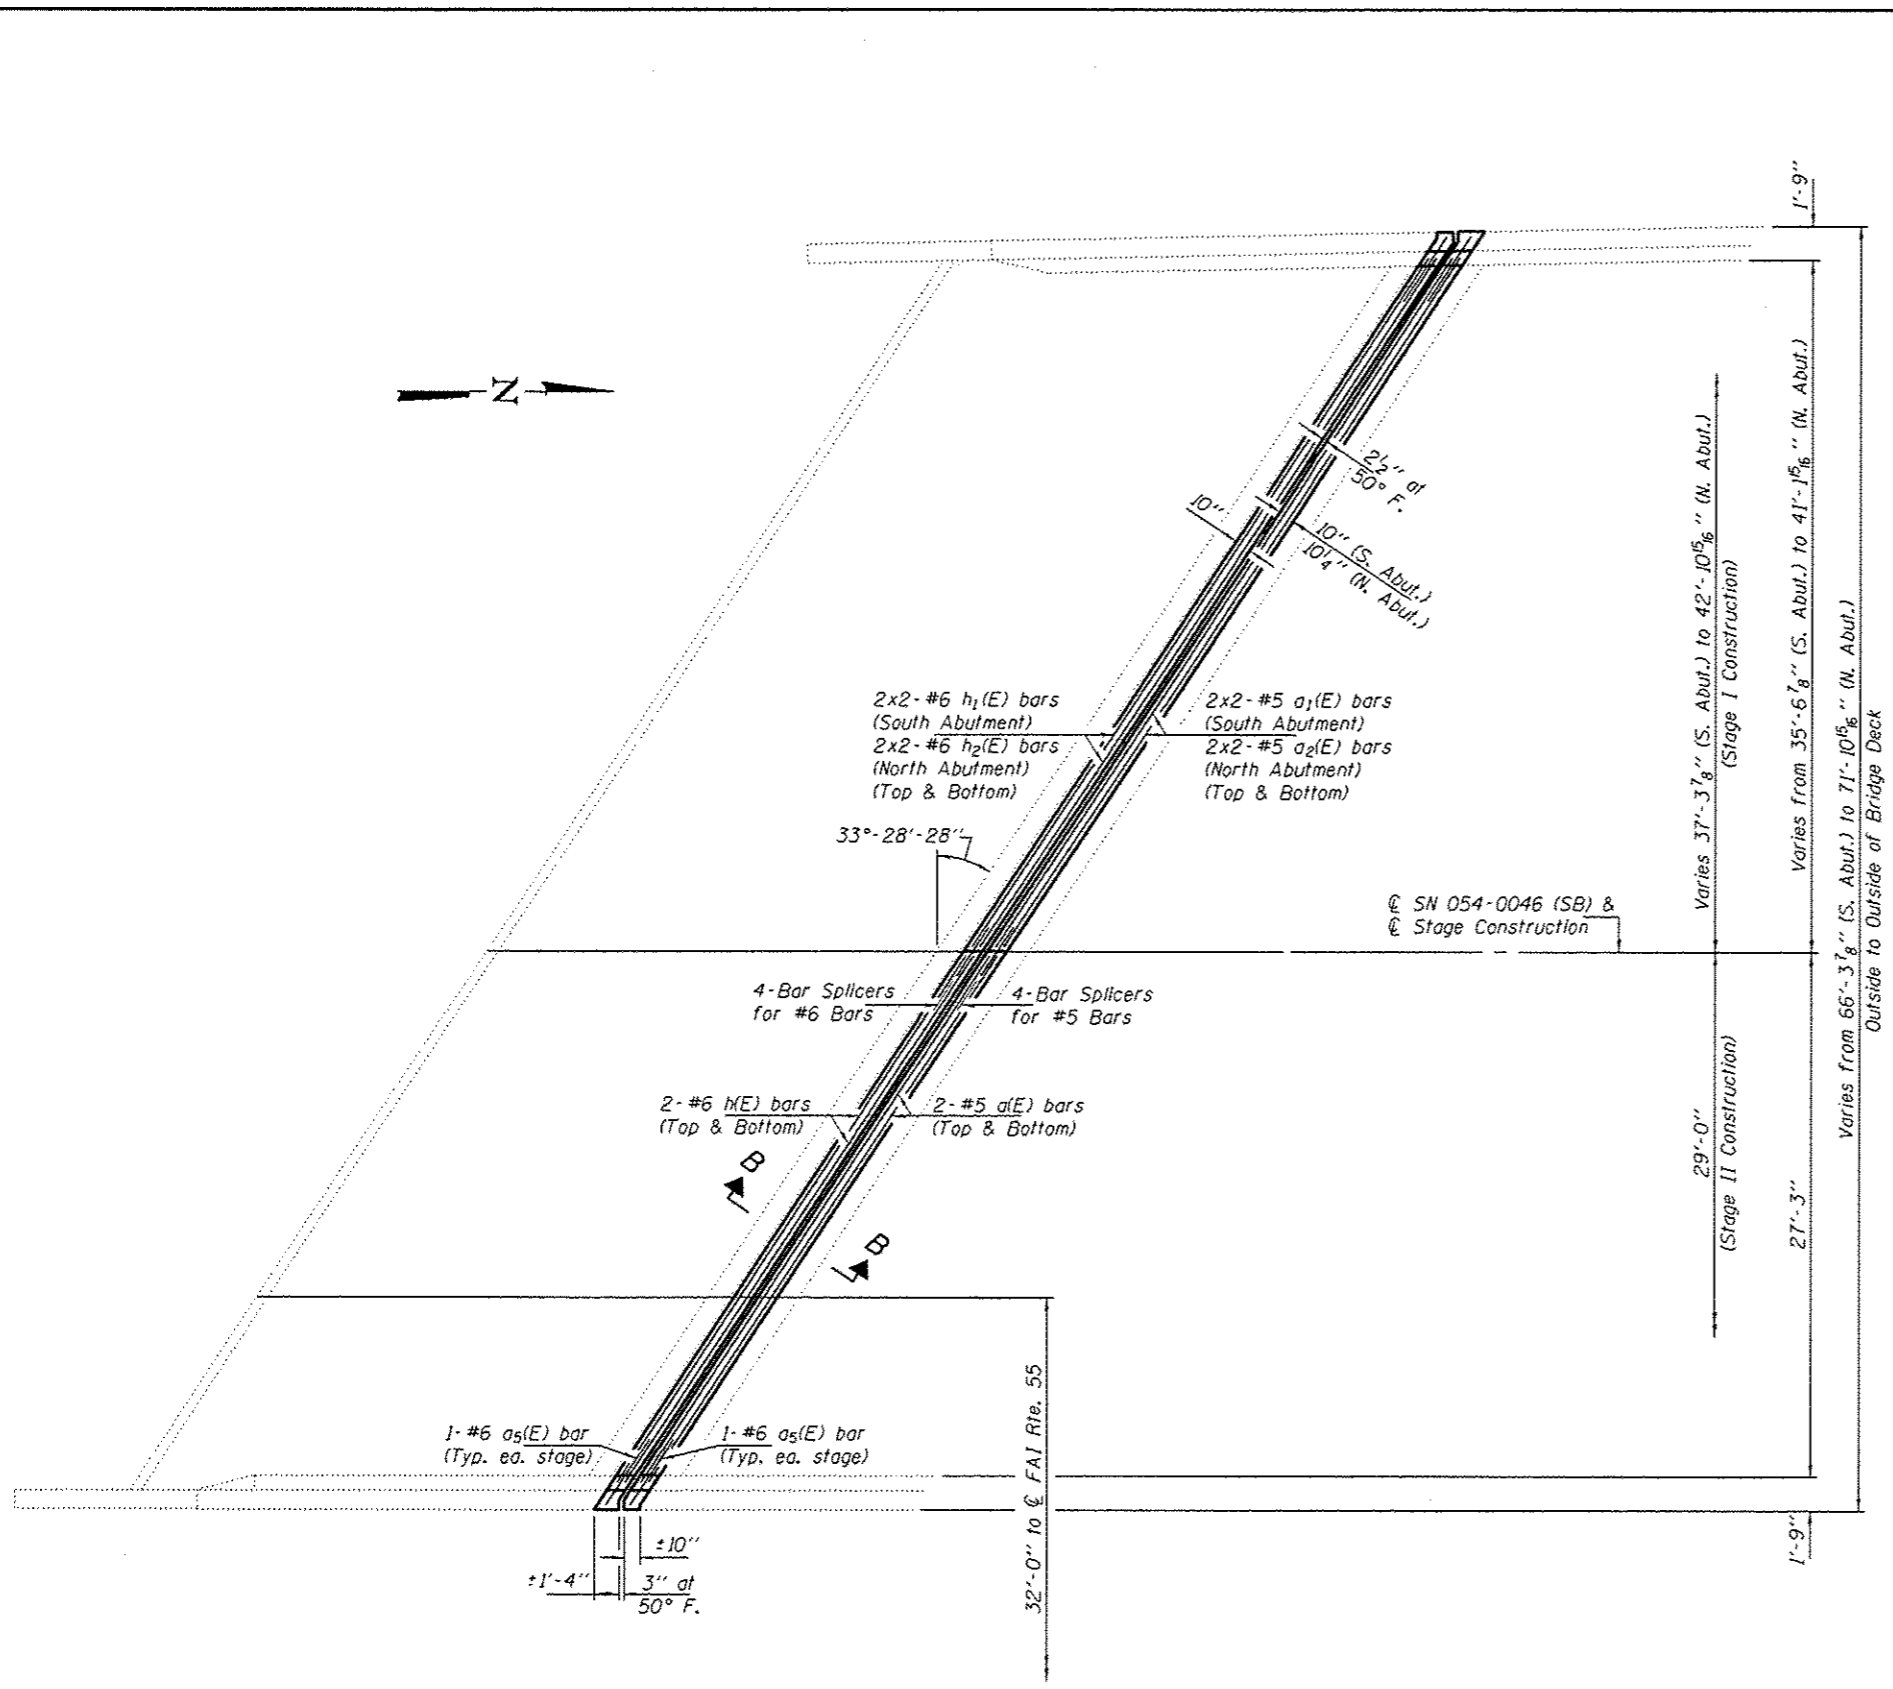 1'-9"
N
2 1/2" at
50° F.
10"
10" (S. Abut.)
10 1/4" (N. Abut.)
2x2-#6 h1(E) bars
(South Abutment)
2x2-#6 h2(E) bars
(North Abutment)
(Top & Bottom)
2x2-#5 a1(E) bars
(South Abutment)
2x2-#5 a2(E) bars
(North Abutment)
(Top & Bottom)
33°-28'-28"
℄ SN 054-0046 (SB) &
℄ Stage Construction
4-Bar Splicers
for #6 Bars
4-Bar Splicers
for #5 Bars
2-#6 h(E) bars
(Top & Bottom)
2-#5 a(E) bars
(Top & Bottom)
B
B
1-#6 a5(E) bar
(Typ. ea. stage)
1-#6 a5(E) bar
(Typ. ea. stage)
±10"
±1'-4"
3" at
50° F.
32'-0" to ℄ FAI Rte. 55
Varies 37'-3 7/8" (S. Abut.) to 42'-10 15/16" (N. Abut.)
(Stage I Construction)
29'-0"
(Stage II Construction)
Varies from 35'-6 7/8" (S. Abut.) to 41'-1 15/16" (N. Abut.)
27'-3"
1'-9"
Varies from 66'-3 7/8" (S. Abut.) to 71'-10 15/16" (N. Abut.)
Outside to Outside of Bridge Deck